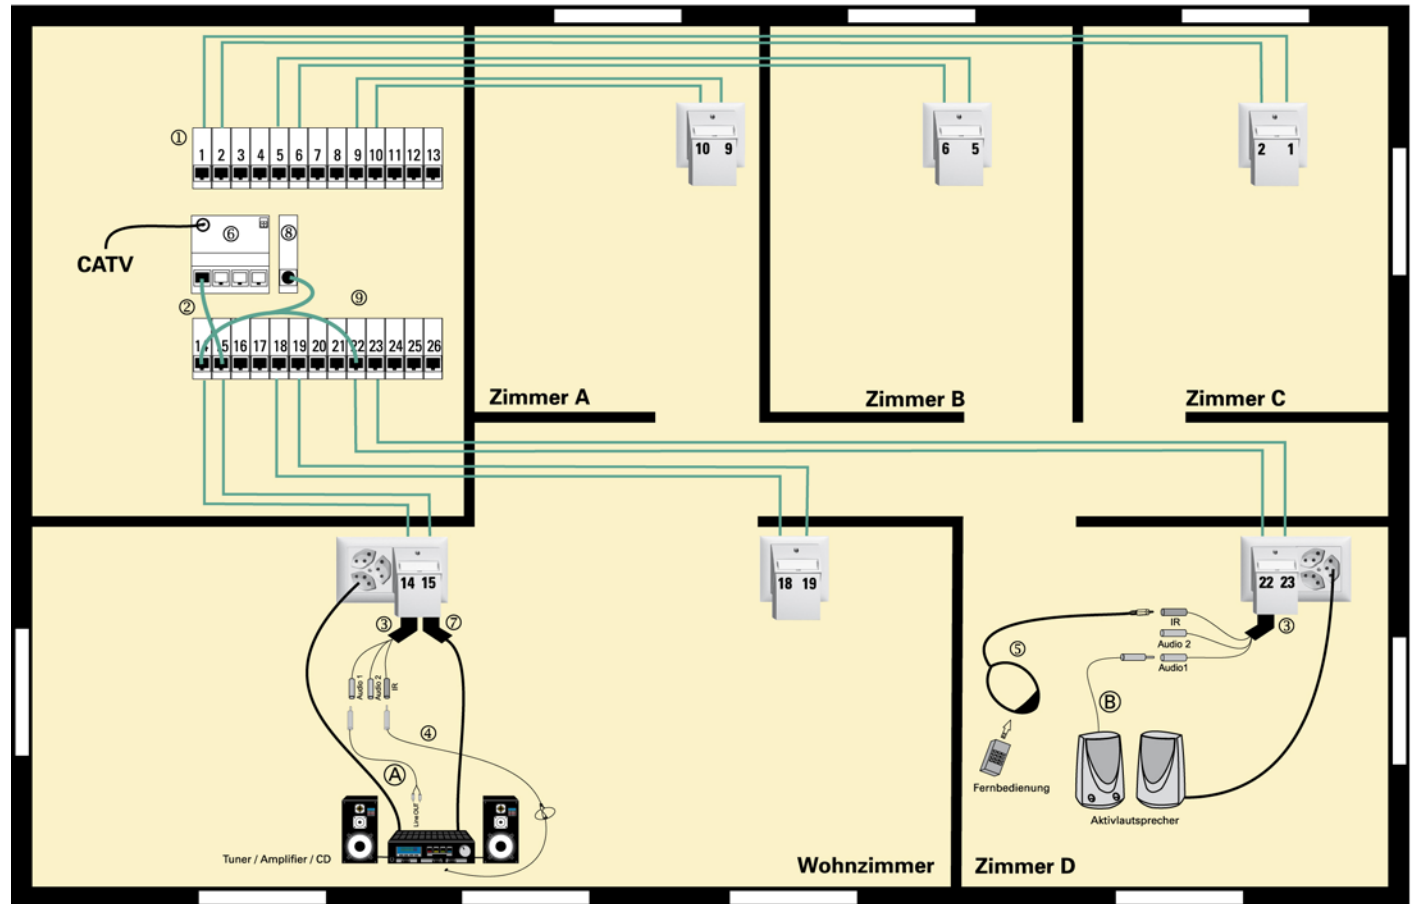 ①
1 2 3 4 5 6 7 8 9 10 11 12 13
10 9
6 5
2 1
⑥ ⑧
CATV
② ⑨
14 15 16 17 18 19 20 21 22 23 24 25 26
Zimmer A
Zimmer B
Zimmer C
14 15
18 19
22 23
③ ⑦
Audio 1
Audio 2
IR
④
A
Line OUT
Tuner / Amplifier / CD
Wohnzimmer
IR
③
Audio 2
⑤
Audio1
B
Fernbedienung
Aktivlautsprecher
Zimmer D